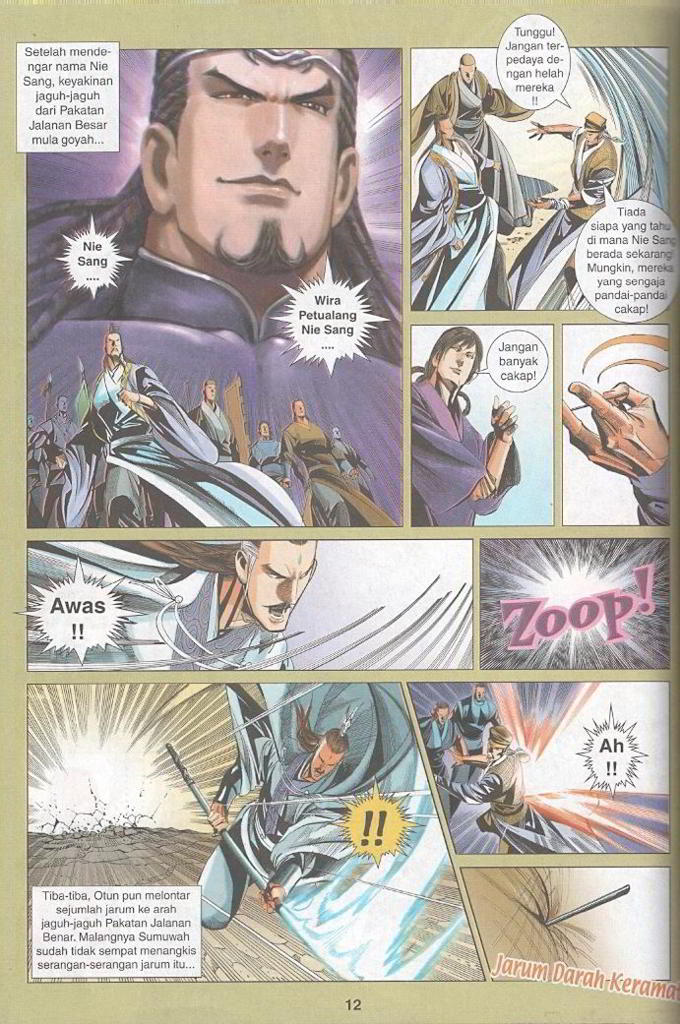 Setelah mende-
ngar nama Nie
Sang, keyakinan
jaguh-jaguh
dari Pakatan
Jalanan Besar
mula goyah...
Nie
Sang
....
Wira
Petualang
Nie Sang
....
Tunggu!
Jangan ter-
pedaya de-
ngan helah
mereka
!!
Tiada
siapa yang tahu
di mana Nie Sang
berada sekarang!
Mungkin, mereka
yang sengaja
pandai-pandai
cakap!
Jangan
banyak
cakap!
Awas
!!
Zoop!
!!
Tiba-tiba, Otun pun melontar
sejumlah jarum ke arah
jaguh-jaguh Pakatan Jalanan
Benar. Malangnya Sumuwah
sudah tidak sempat menangkis
serangan-serangan jarum itu...
Ah
!!
Jarum Darah-Keramat
12